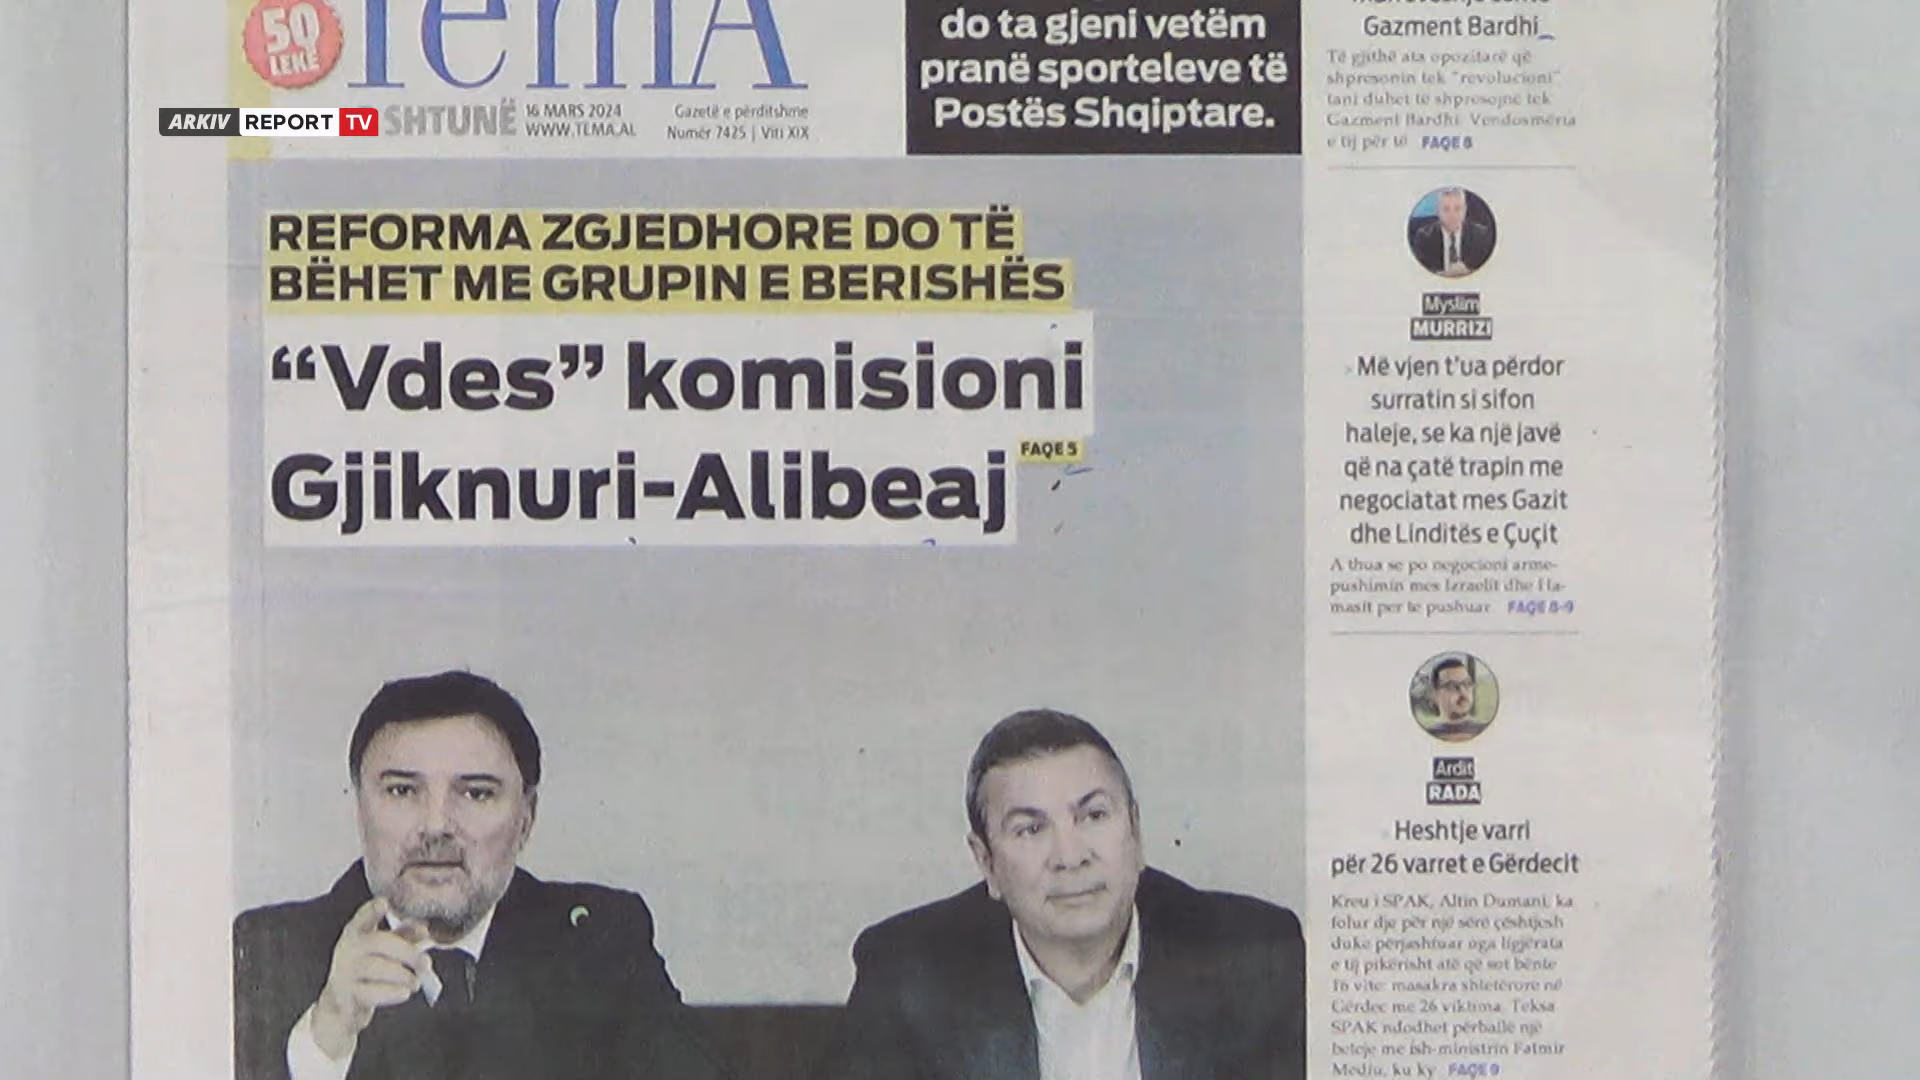 50
LEKË
TemA
do ta gjeni vetëm
pranë sporteleve të
Postës Shqiptare.
Gazment Bardhi
Të gjithë ata opozitarë që
shpresonin tek "revolucioni"
tani duhet të shpresojnë tek
Gazment Bardhi. Vendosmëria
e tij për të FAQE 8
ARKIV REPORT TV
SHTUNË
16 MARS 2024
WWW.TEMA.AL
Gazetë e përditshme
Numër 7425 | Viti XIX
REFORMA ZGJEDHORE DO TË
BËHET ME GRUPIN E BERISHËS
“Vdes” komisioni
Gjiknuri-Alibeaj
FAQE 5
Myslim
MURRIZI
Më vjen t'ua përdor
surratin si sifon
haleje, se ka një javë
që na çatë trapin me
negociatat mes Gazit
dhe Linditës e Çuçit
A thua se po negocioni arme-
pushimin mes Izraelit dhe Ha-
masit për të pushuar FAQE 8-9
Ardit
RADA
Heshtje varri
për 26 varret e Gërdecit
Kreu i SPAK, Altin Dumani, ka
folur dje për një sërë çështjesh
duke përjashtuar nga ligjërata
e tij pikërisht atë që sot bënte
16 vite: masakra shtetërore në
Gërdec me 26 viktima. Teksa
SPAK ndodhet përballë një
beteje me ish-ministrin Fatmir
Mediu, ku ky FAQE 9